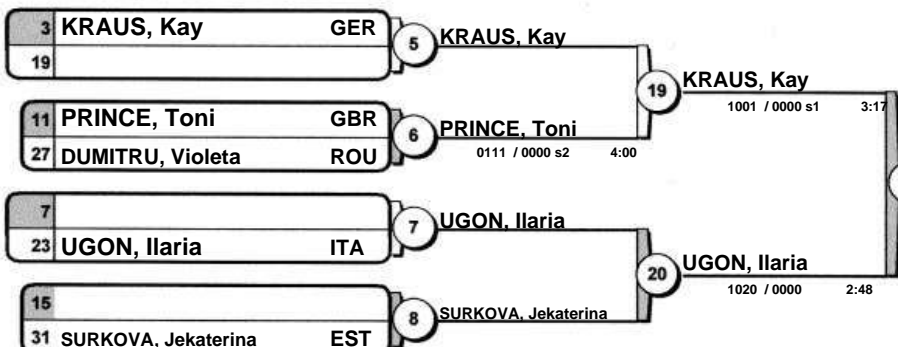 3 KRAUS, Kay GER
19
5 KRAUS, Kay
11 PRINCE, Toni GBR
27 DUMITRU, Violeta ROU
6 PRINCE, Toni
0111 / 0000 s2 4:00
19 KRAUS, Kay
1001 / 0000 s1 3:17
7
23 UGON, Ilaria ITA
7 UGON, Ilaria
15
31 SURKOVA, Jekaterina EST
8 SURKOVA, Jekaterina
20 UGON, Ilaria
1020 / 0000 2:48